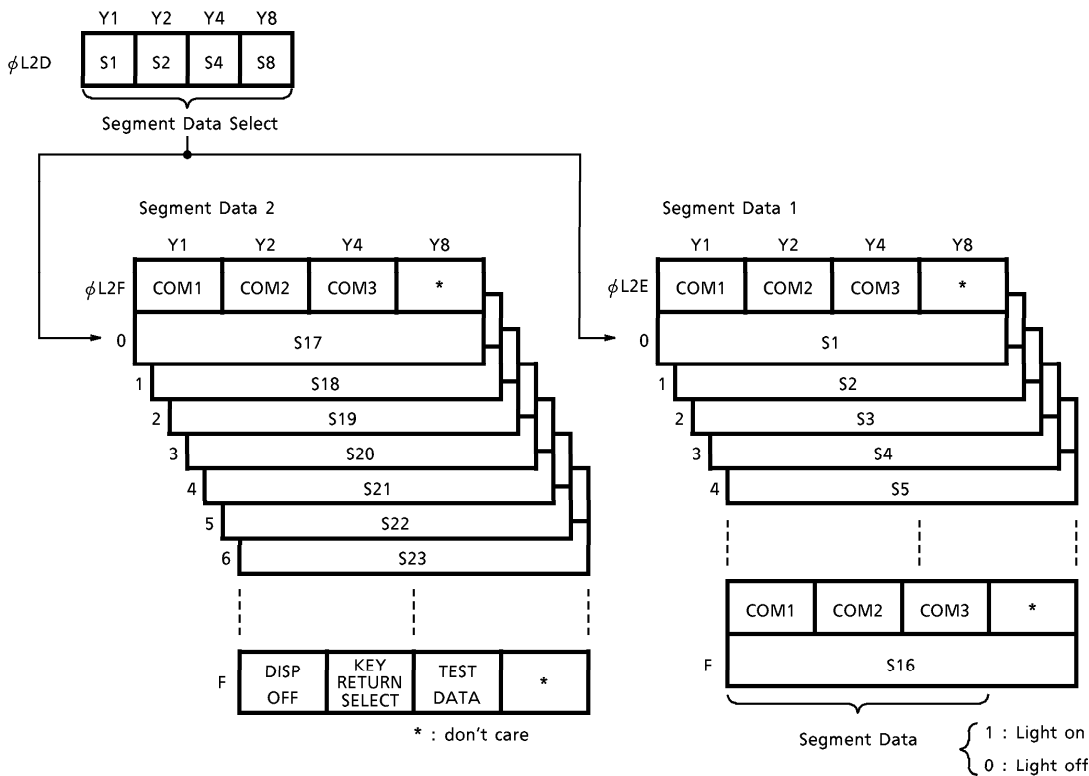 Y1 Y2 Y4 Y8
ϕL2D S1 S2 S4 S8
Segment Data Select
Segment Data 2
Y1 Y2 Y4 Y8
ϕL2F COM1 COM2 COM3 *
0 S17
1 S18
2 S19
3 S20
4 S21
5 S22
6 S23
F DISP OFF KEY RETURN SELECT TEST DATA *
* : don't care
Segment Data 1
Y1 Y2 Y4 Y8
ϕL2E COM1 COM2 COM3 *
0 S1
1 S2
2 S3
3 S4
4 S5
COM1 COM2 COM3 *
F S16
Segment Data
1 : Light on
0 : Light off